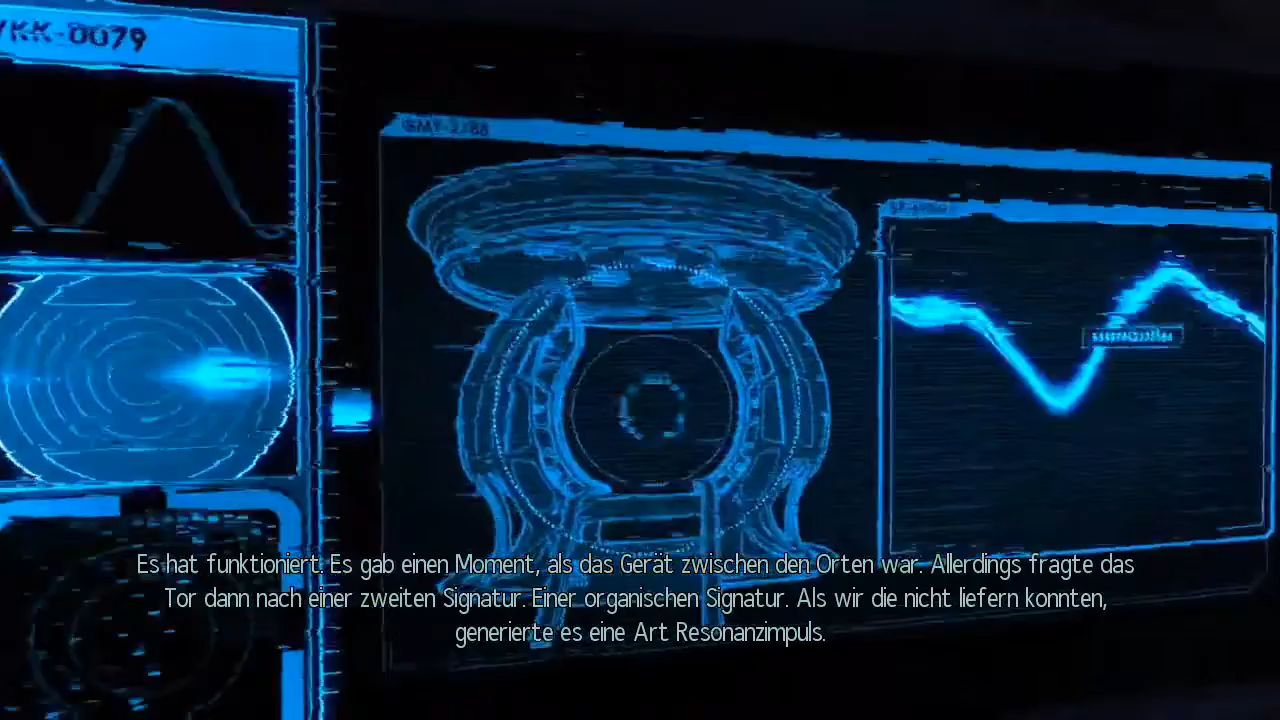 KK-0079
Es hat funktioniert. Es gab einen Moment, als das Gerät zwischen den Orten war. Allerdings fragte das
Tor dann nach einer zweiten Signatur. Einer organischen Signatur. Als wir die nicht liefern konnten,
generierte es eine Art Resonanzimpuls.